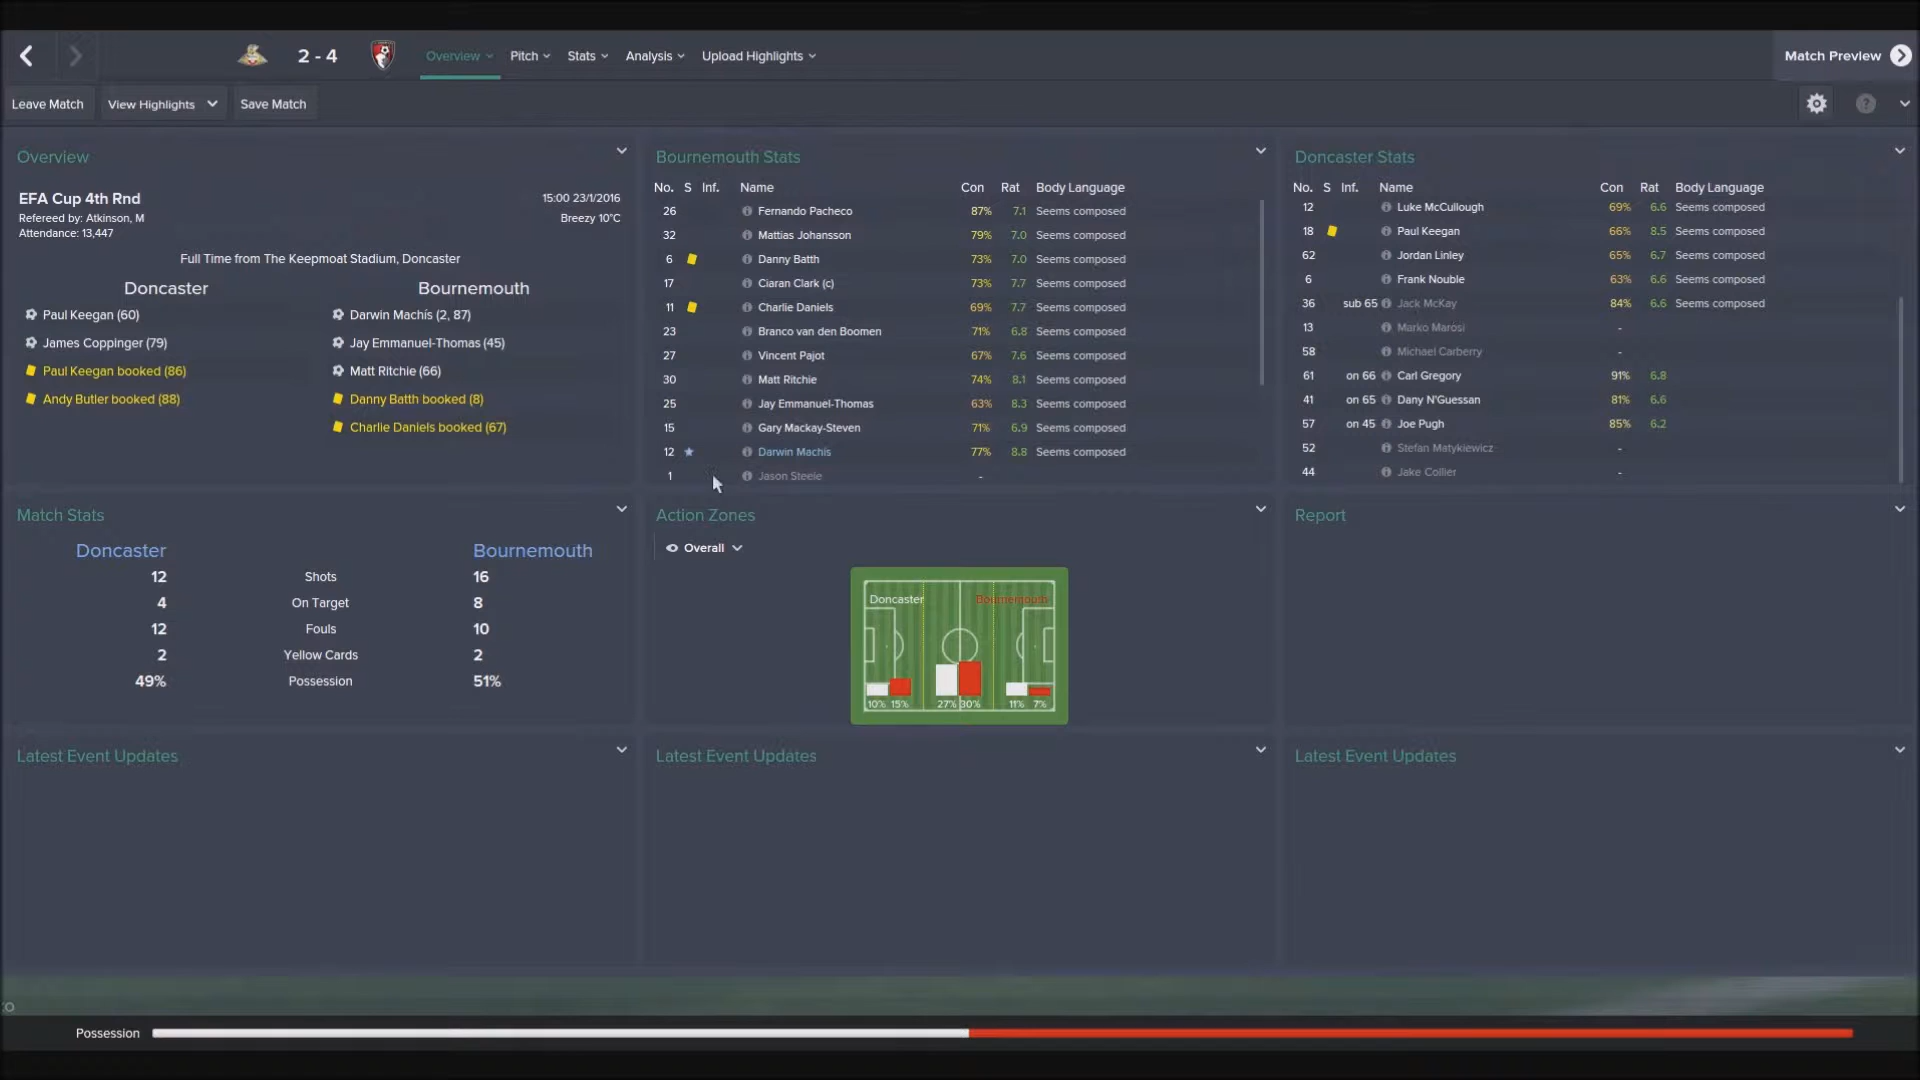 2 - 4 Overview Pitch Stats Analysis Upload Highlights Match Preview
Leave Match View Highlights Save Match ?
Overview
EFA Cup 4th Rnd 15:00 23/1/2016
Refereed by: Atkinson, M Breezy 10°C
Attendance: 13,447
Full Time from The Keepmoat Stadium, Doncaster
Doncaster Bournemouth
Paul Keegan (60) Darwin Machís (2, 87)
James Coppinger (79) Jay Emmanuel-Thomas (45)
Paul Keegan booked (86) Matt Ritchie (66)
Andy Butler booked (88) Danny Batth booked (8)
Charlie Daniels booked (67)
Bournemouth Stats
No. S Inf. Name Con Rat Body Language
26 Fernando Pacheco 87% 7.1 Seems composed
32 Mattias Johansson 79% 7.0 Seems composed
6 Danny Batth 73% 7.0 Seems composed
17 Ciaran Clark (c) 73% 7.7 Seems composed
11 Charlie Daniels 69% 7.7 Seems composed
23 Branco van den Boomen 71% 6.8 Seems composed
27 Vincent Pajot 67% 7.6 Seems composed
30 Matt Ritchie 74% 8.1 Seems composed
25 Jay Emmanuel-Thomas 63% 8.3 Seems composed
15 Gary Mackay-Steven 71% 6.9 Seems composed
12 Darwin Machís 77% 8.8 Seems composed
1 Jason Steele -
Doncaster Stats
No. S Inf. Name Con Rat Body Language
12 Luke McCullough 69% 6.6 Seems composed
18 Paul Keegan 66% 8.5 Seems composed
62 Jordan Linley 65% 6.7 Seems composed
6 Frank Nouble 63% 6.6 Seems composed
36 sub 65 Jack McKay 84% 6.6 Seems composed
13 Marko Marosi -
58 Michael Carberry -
61 on 66 Carl Gregory 91% 6.8
41 on 65 Dany N'Guessan 81% 6.6
57 on 45 Joe Pugh 85% 6.2
52 Stefan Matykiewicz -
44 Jake Collier -
Match Stats
Doncaster Bournemouth
12 Shots 16
4 On Target 8
12 Fouls 10
2 Yellow Cards 2
49% Possession 51%
Action Zones
Overall
Doncaster Bournemouth
10% 15% 27% 30% 11% 7%
Report
Latest Event Updates
Latest Event Updates
Latest Event Updates
Possession